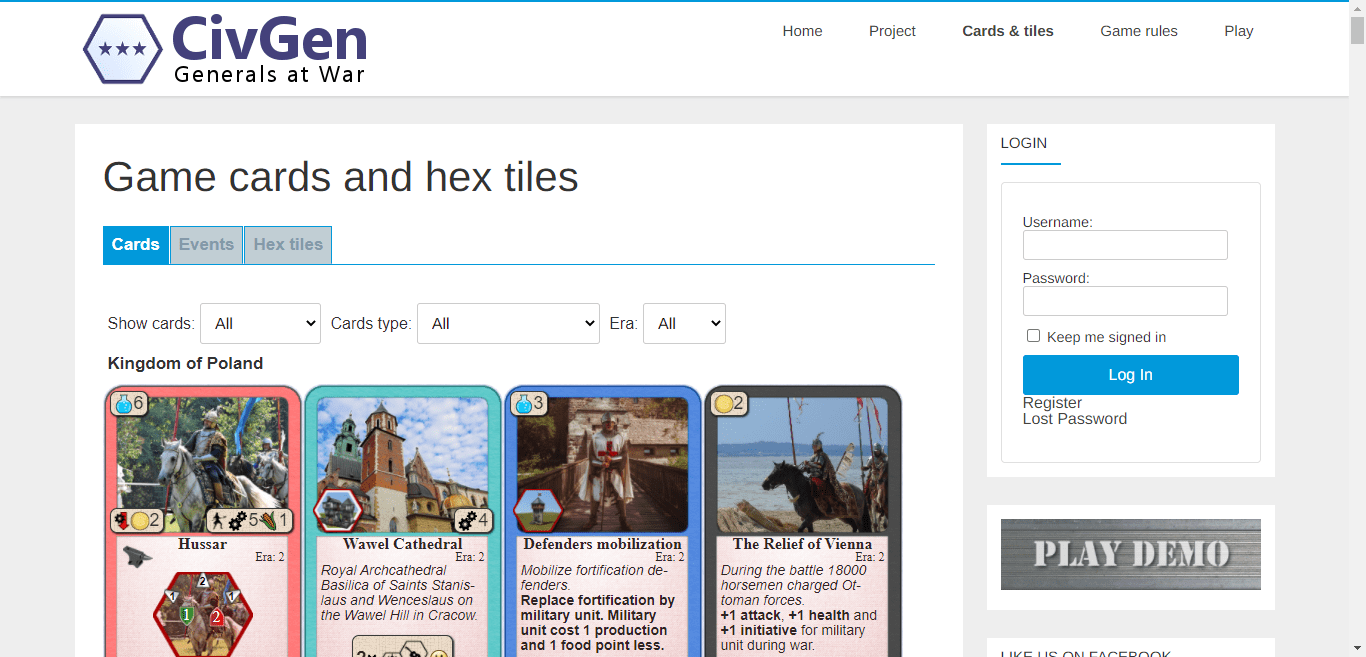 CivGen
Generals at War
Home
Project
Cards & tiles
Game rules
Play
Game cards and hex tiles
Cards
Events
Hex tiles
Show cards:
All
Cards type:
All
Era:
All
Kingdom of Poland
6
2
5
1
Hussar
Era: 2
2
1
1
1
2
4
Wawel Cathedral
Era: 2
Royal Archcathedral
Basilica of Saints Stanis-
laus and Wenceslaus on
the Wawel Hill in Cracow.
3
Defenders mobilization
Era: 2
Mobilize fortification de-
fenders.
Replace fortification by
military unit. Military
unit cost 1 production
and 1 food point less.
2
The Relief of Vienna
Era: 2
During the battle 18000
horsemen charged Ot-
toman forces.
+1 attack, +1 health and
+1 initiative for military
unit during war.
LOGIN
Username:
Password:
Keep me signed in
Log In
Register
Lost Password
PLAY DEMO
LIKE US ON FACEBOOK